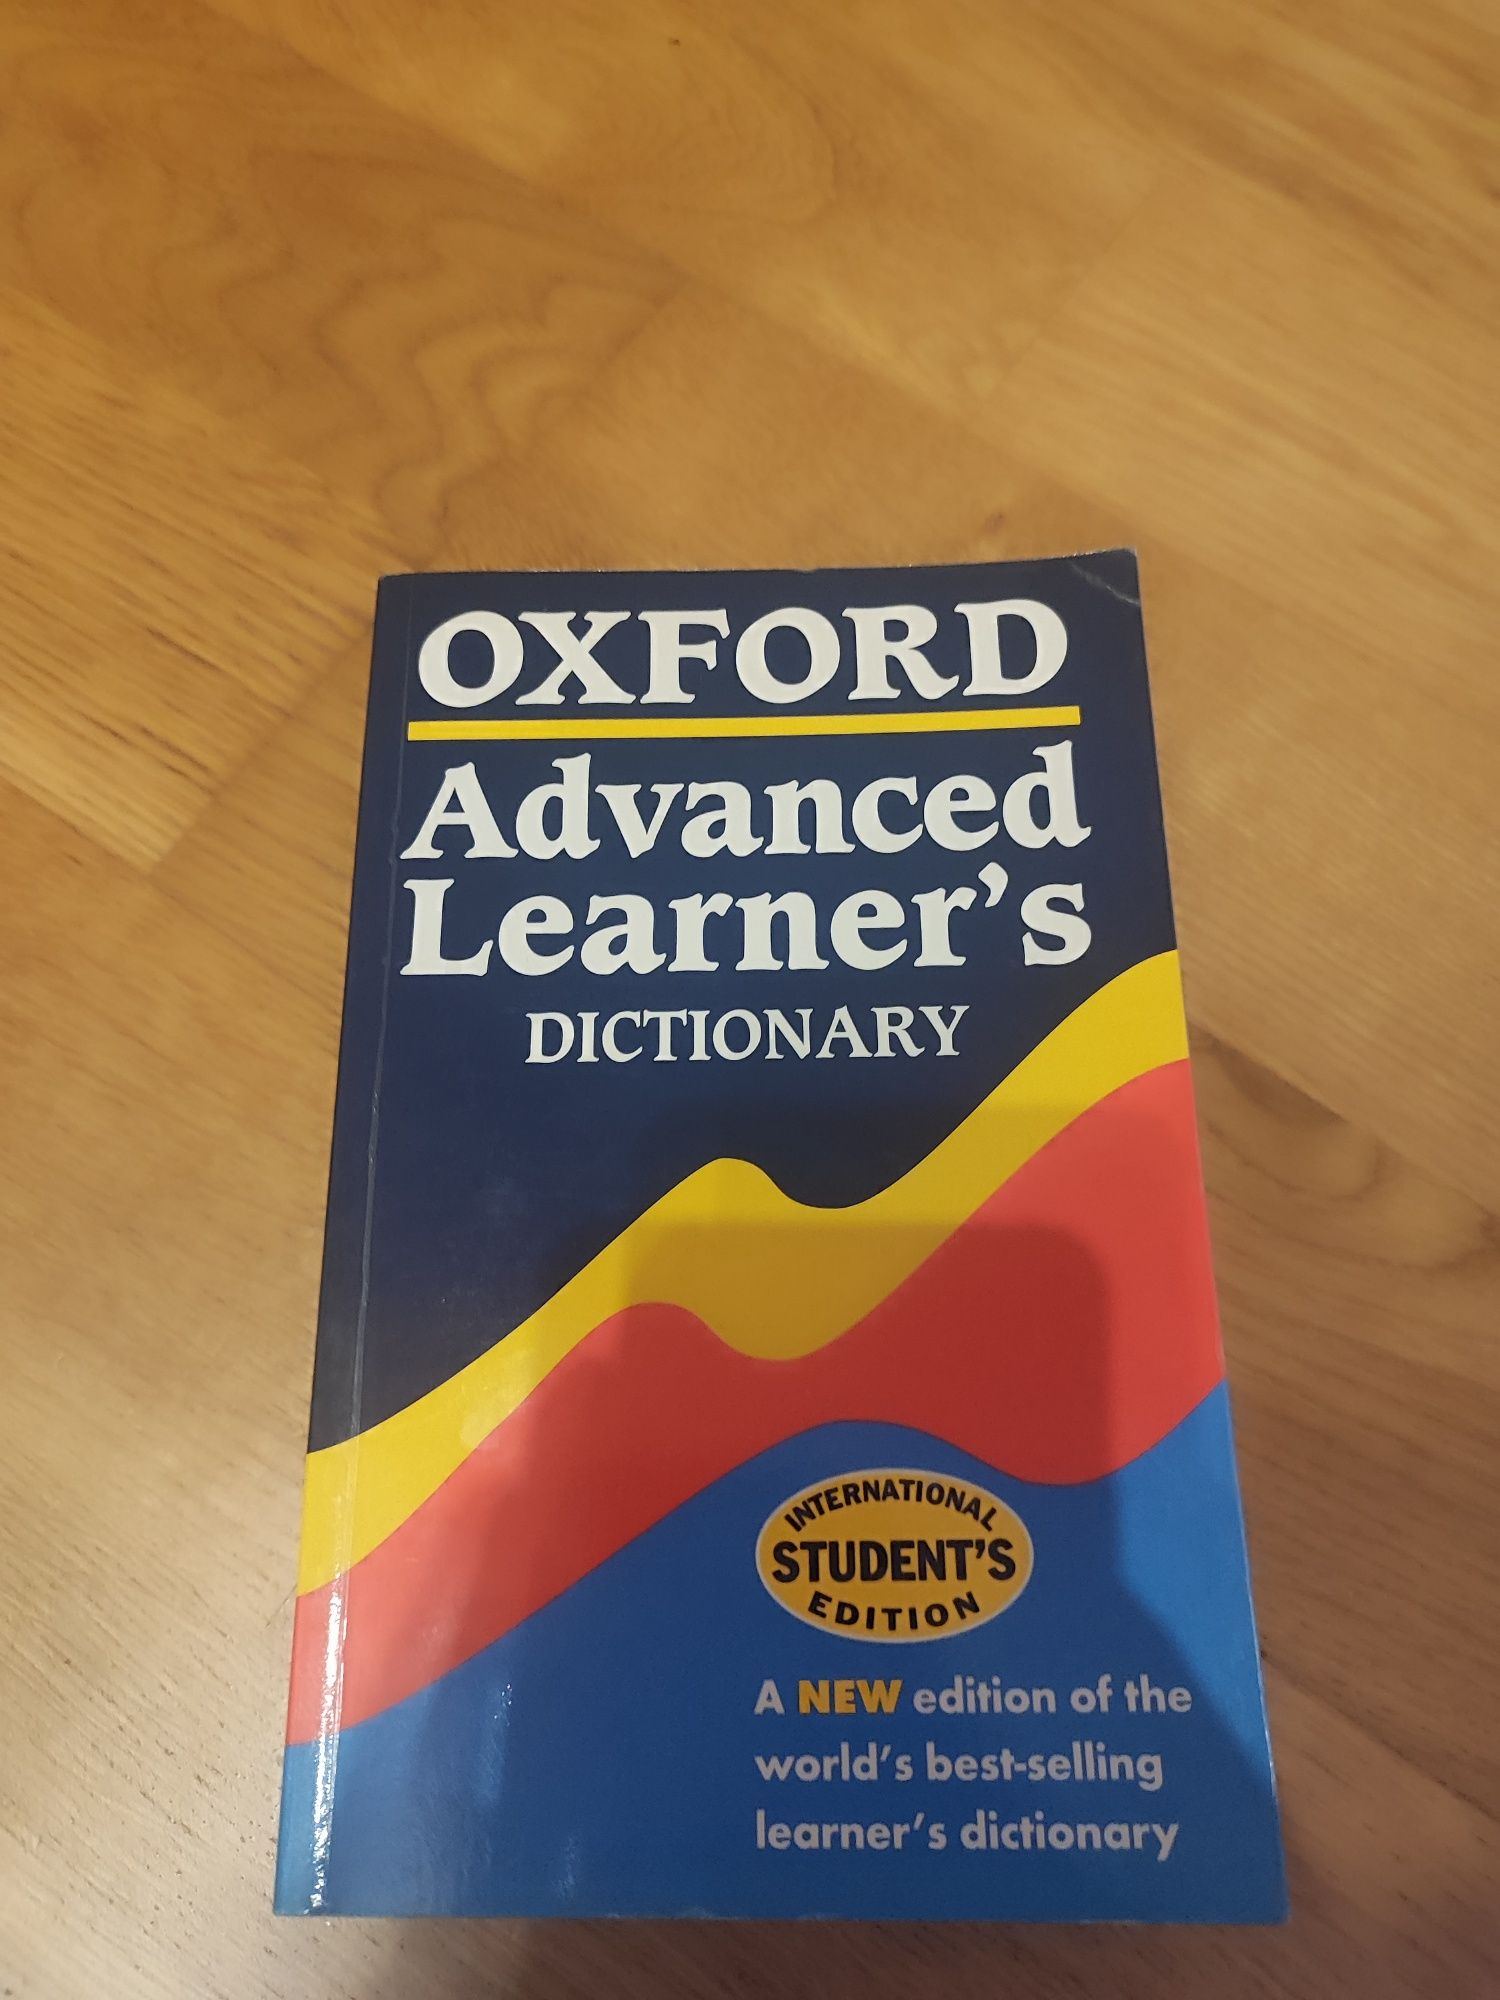 OXFORD
Advanced
Learner's
DICTIONARY
INTERNATIONAL
STUDENT'S
EDITION
A NEW edition of the
world's best-selling
learner's dictionary